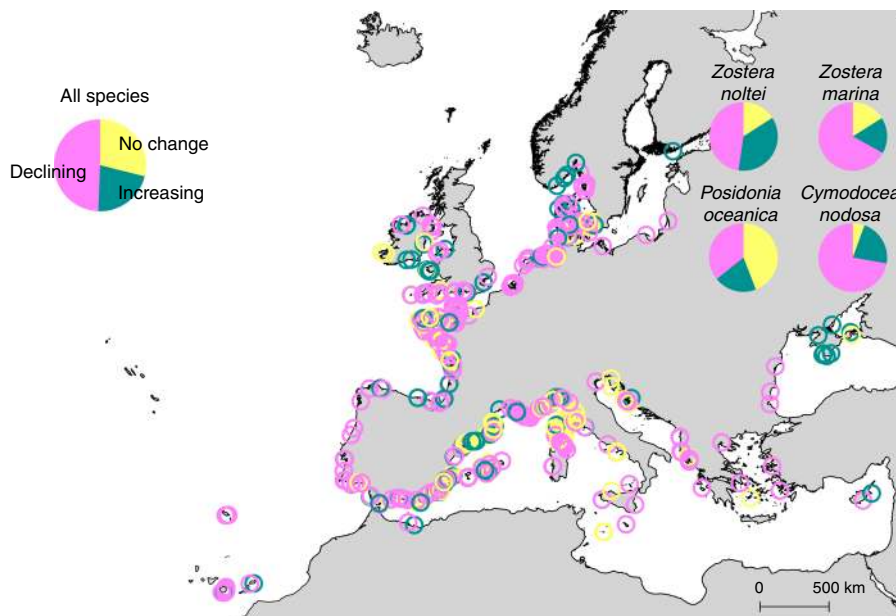 All species
No change
Declining
Increasing
Zostera
noltei
Zostera
marina
Posidonia
oceanica
Cymodocea
nodosa
0 500 km